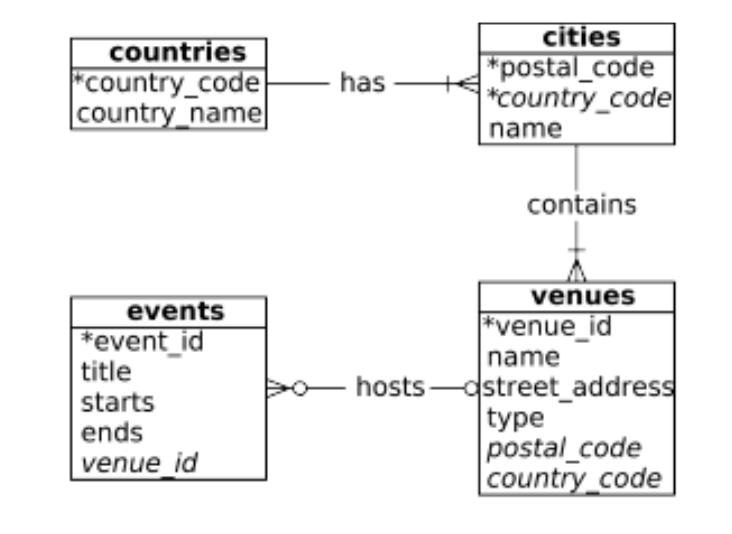 countries
*country_code
country_name
has
cities
*postal_code
*country_code
name
contains
events
*event_id
title
starts
ends
venue_id
hosts
venues
*venue_id
name
street_address
type
postal_code
country_code